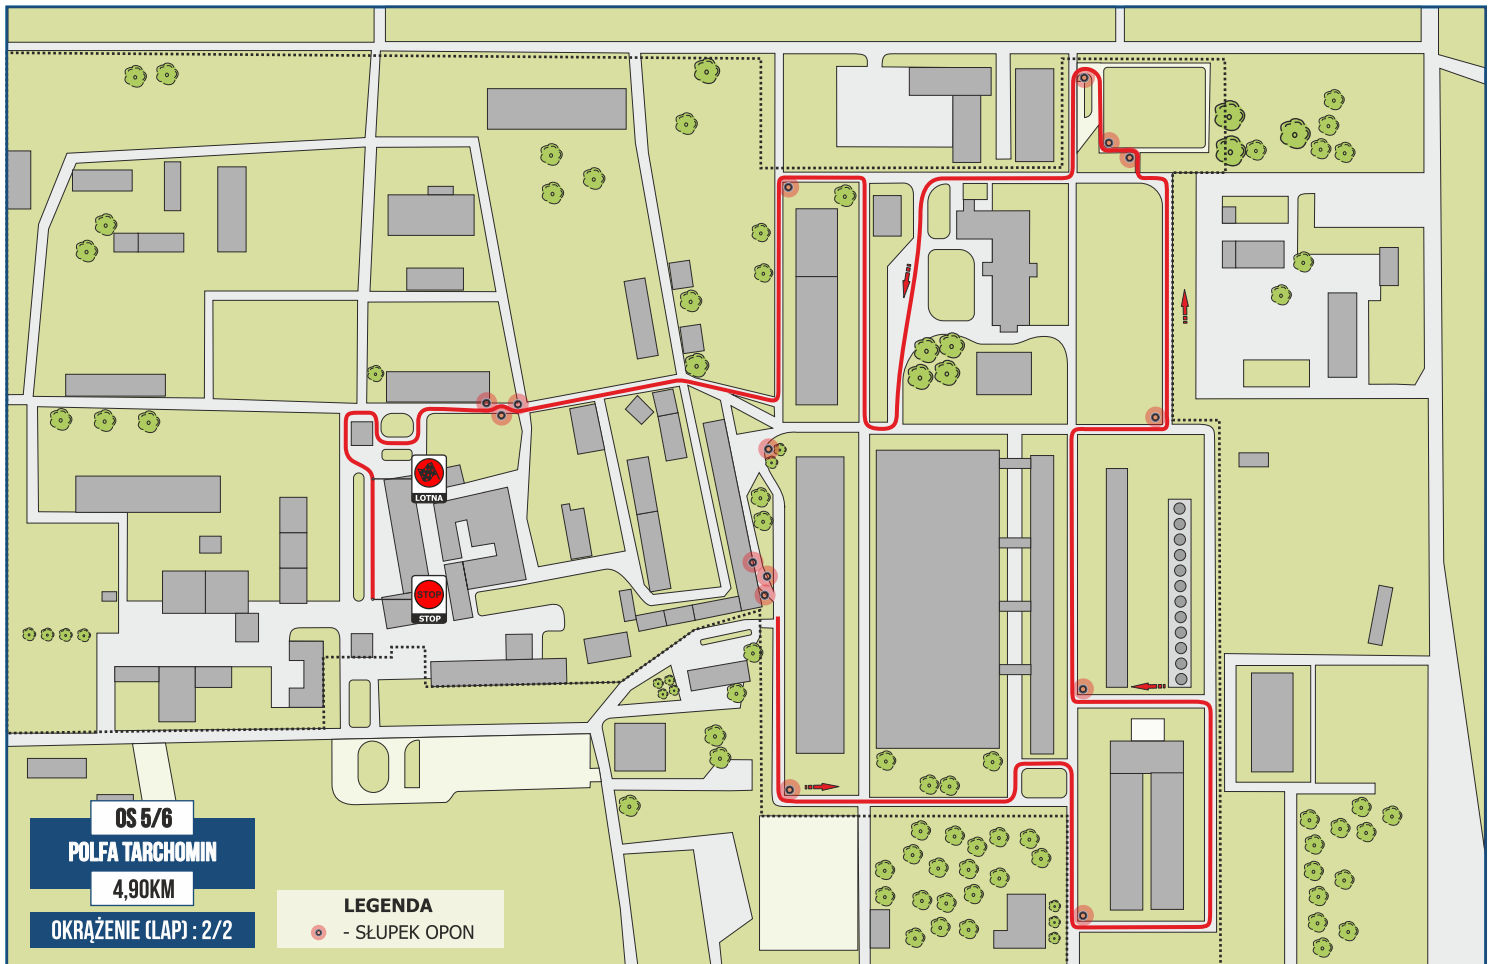 LOTNA
STOP
STOP
OS 5/6
POLFA TARCHOMIN
4,90KM
OKRĄŻENIE (LAP) : 2/2
LEGENDA
- SŁUPEK OPON